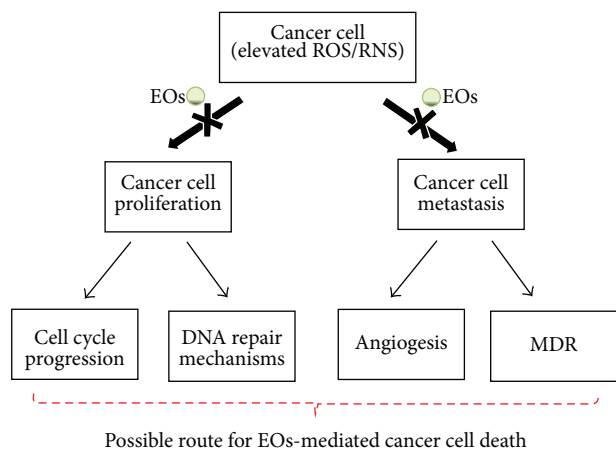 Cancer cell
(elevated ROS/RNS)
EOs
EOs
Cancer cell
proliferation
Cancer cell
metastasis
Cell cycle
progression
DNA repair
mechanisms
Angiogesis
MDR
Possible route for EOs-mediated cancer cell death